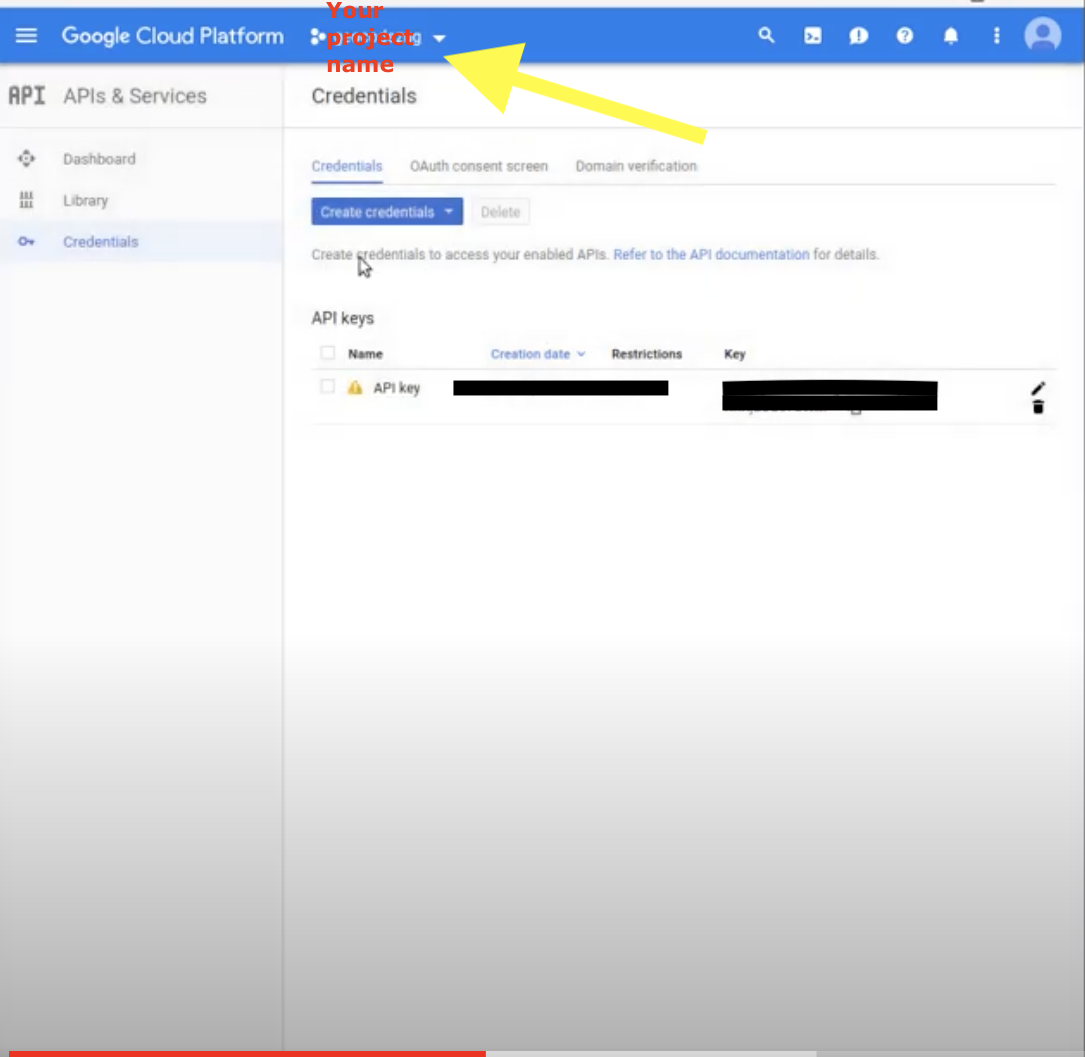 Your
project
name
Google Cloud Platform
API APIs & Services
Credentials
Dashboard
Library
Credentials
Credentials OAuth consent screen Domain verification
Create credentials Delete
Create credentials to access your enabled APIs. Refer to the API documentation for details.
API keys
Name Creation date Restrictions Key
API key